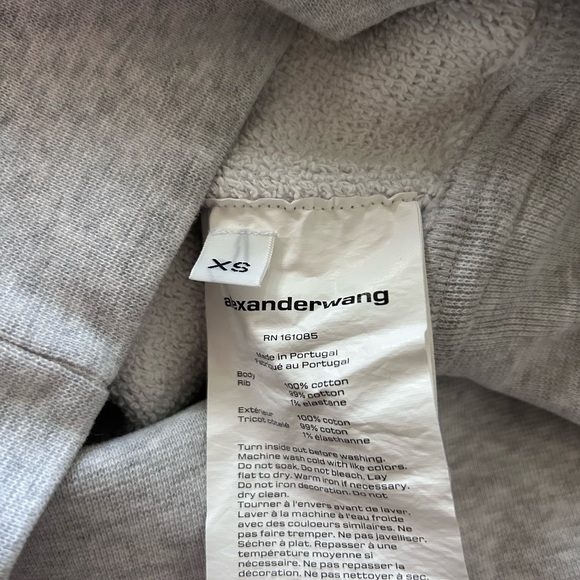 XS
alexanderwang
RN 161085
Made in Portugal
Fabriqué au Portugal
Body 100% cotton
Rib 99% cotton
1% elastane
Extérieur 100% coton
Tricot cotelé 99% coton
1% élasthanne
Turn inside out before washing.
Machine wash cold with like colors.
Do not soak. Do not bleach. Lay
flat to dry. Warm iron if necessary.
Do not iron decoration. Do not
dry clean.
Tourner à l'envers avant de laver.
Laver à la machine à l'eau froide
avec des couloeurs similaires. Ne
pas faire tremper. Ne pas javelliser.
Sécher à plat. Repasser à une
température moyenne si
nécessaire. Ne pas repasser la
décoration. Ne pas nettoyer à sec.